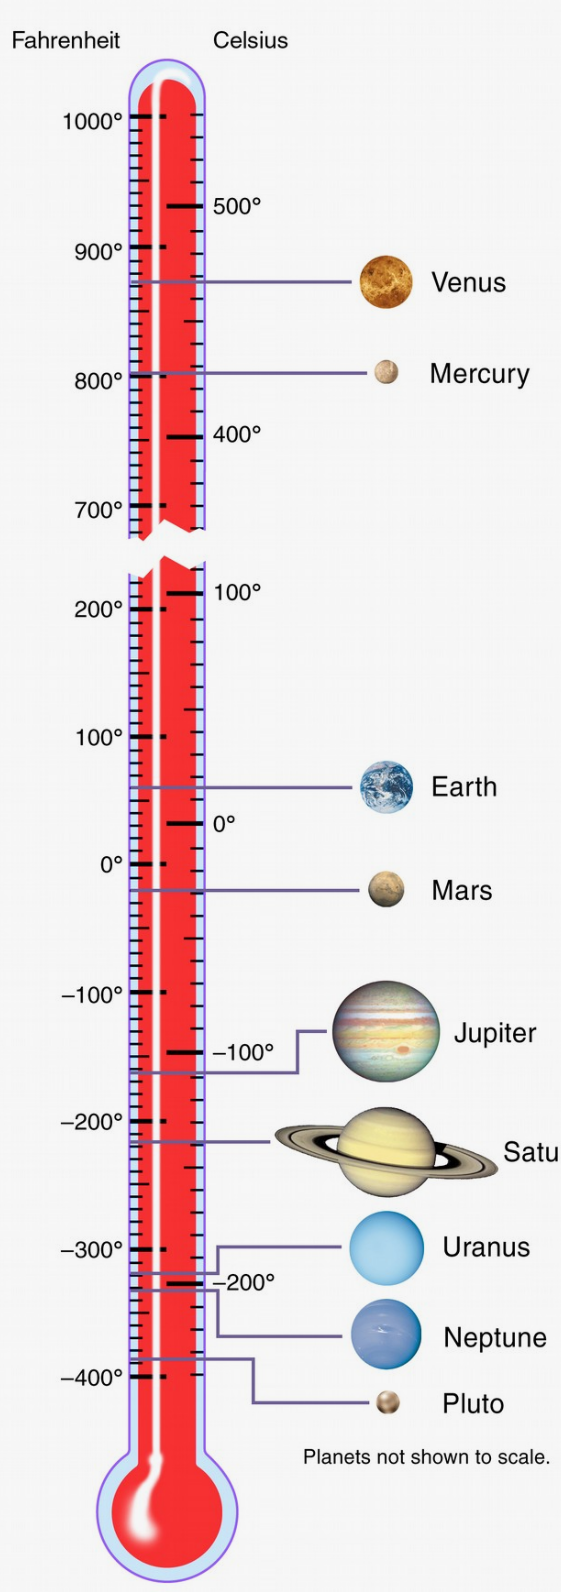 Fahrenheit Celsius
1000°
500°
900°
Venus
Mercury
800°
400°
700°
100°
200°
100°
Earth
0°
0°
Mars
–100°
Jupiter
–100°
–200°
Satu
Uranus
–300°
–200°
Neptune
–400°
Pluto
Planets not shown to scale.